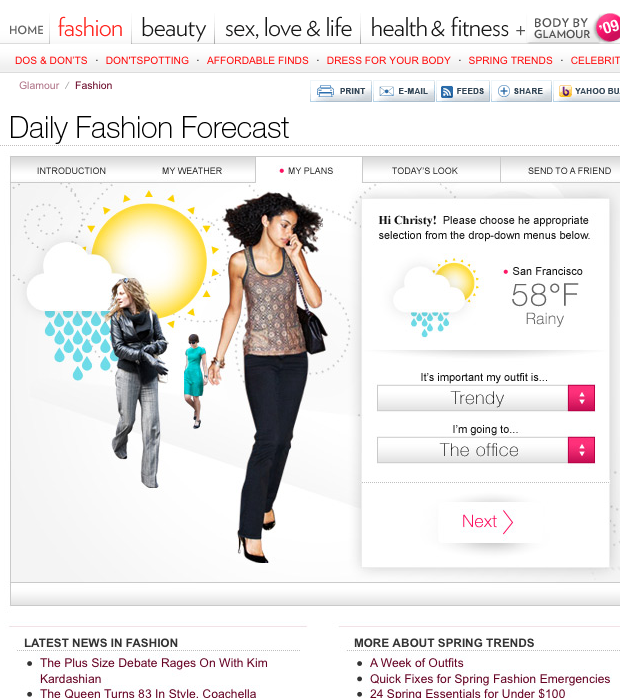 HOME fashion beauty sex, love & life health & fitness + BODY BY GLAMOUR '09
DOS & DON'TS · DON'TSPOTTING · AFFORDABLE FINDS · DRESS FOR YOUR BODY · SPRING TRENDS · CELEBRIT
Glamour / Fashion
PRINT E-MAIL FEEDS SHARE YAHOO BU
Daily Fashion Forecast
INTRODUCTION MY WEATHER • MY PLANS TODAY'S LOOK SEND TO A FRIEND
Hi Christy! Please choose he appropriate
selection from the drop-down menus below.
• San Francisco
58°F
Rainy
It's important my outfit is...
Trendy
I'm going to...
The office
Next
LATEST NEWS IN FASHION
• The Plus Size Debate Rages On With Kim
Kardashian
• The Queen Turns 83 In Style, Coachella
MORE ABOUT SPRING TRENDS
• A Week of Outfits
• Quick Fixes for Spring Fashion Emergencies
• 24 Spring Essentials for Under $100